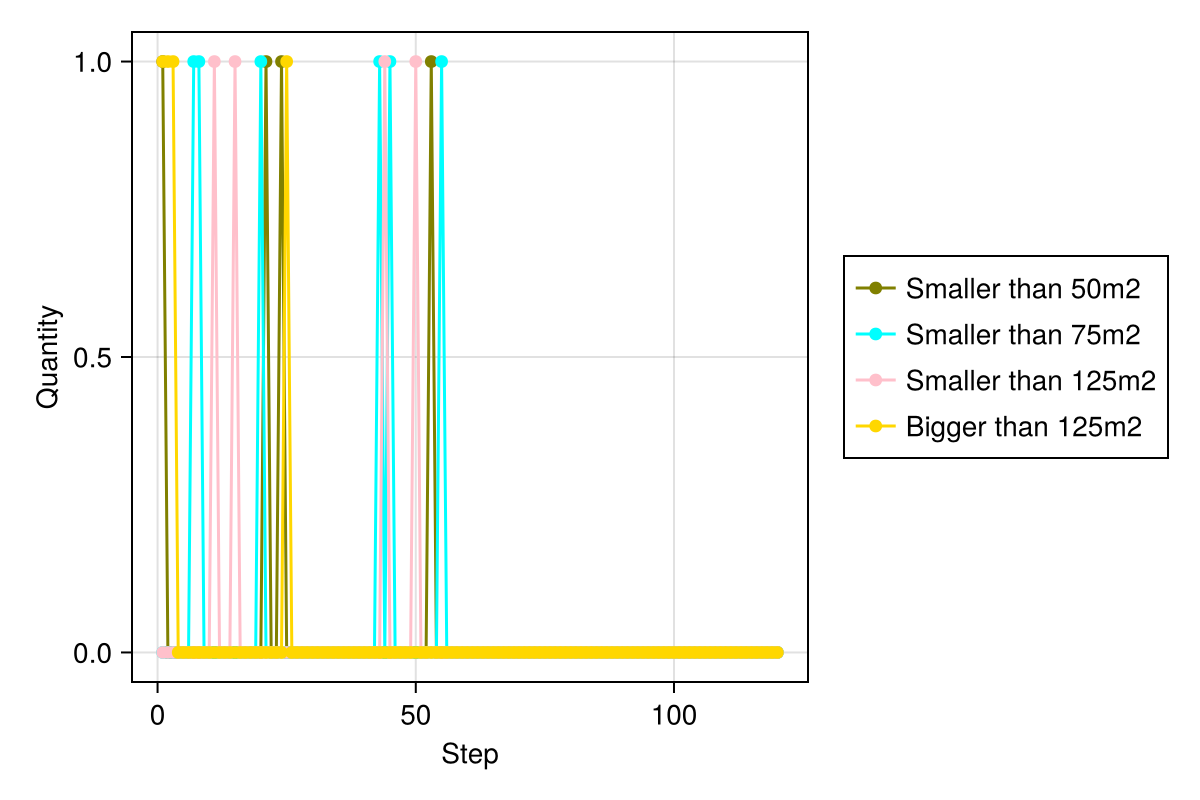 1.0
0.5
0.0
Quantity
0
50
100
Step
Smaller than 50m2
Smaller than 75m2
Smaller than 125m2
Bigger than 125m2